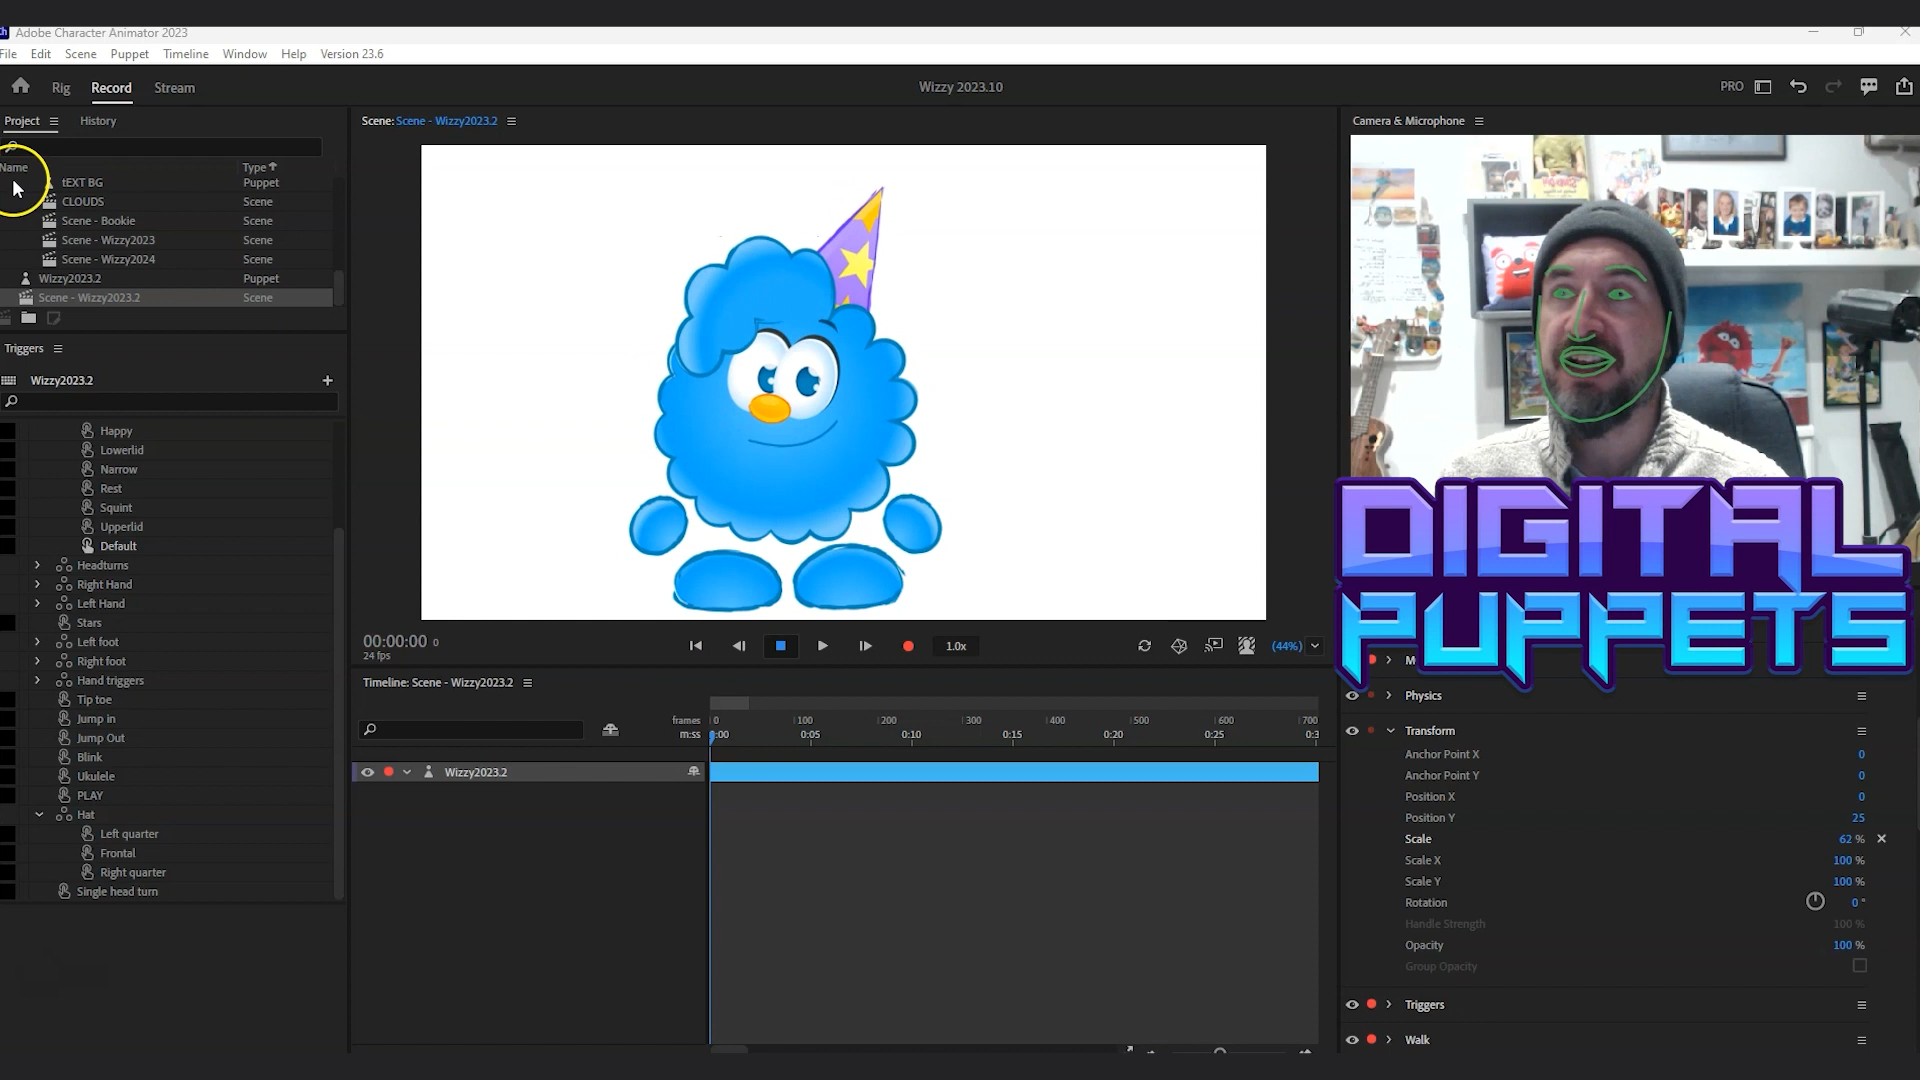 Ch Adobe Character Animator 2023
File Edit Scene Puppet Timeline Window Help Version 23.6
Rig Record Stream
Wizzy 2023.10
PRO
Project History
Name Type
tEXT BG Puppet
CLOUDS Scene
Scene - Bookie Scene
Scene - Wizzy2023 Scene
Scene - Wizzy2024 Scene
Wizzy2023.2 Puppet
Scene - Wizzy2023.2 Scene
Triggers
Wizzy2023.2
Happy
Lowerlid
Narrow
Rest
Squint
Upperlid
Default
Headturns
Right Hand
Left Hand
Stars
Left foot
Right foot
Hand triggers
Tip toe
Jump in
Jump Out
Blink
Ukulele
PLAY
Hat
Left quarter
Frontal
Right quarter
Single head turn
Scene: Scene - Wizzy2023.2
00:00:00 0
24 fps
1.0x
(44%)
Timeline: Scene - Wizzy2023.2
frames 0 100 200 300 400 500 600 700
m:ss 0:00 0:05 0:10 0:15 0:20 0:25 0:3
Wizzy2023.2
Camera & Microphone
DIGITAL
PUPPETS
M
Physics
Transform
Anchor Point X 0
Anchor Point Y 0
Position X 0
Position Y 25
Scale 62 %
Scale X 100 %
Scale Y 100 %
Rotation 0 °
Handle Strength 100 %
Opacity 100 %
Group Opacity
Triggers
Walk